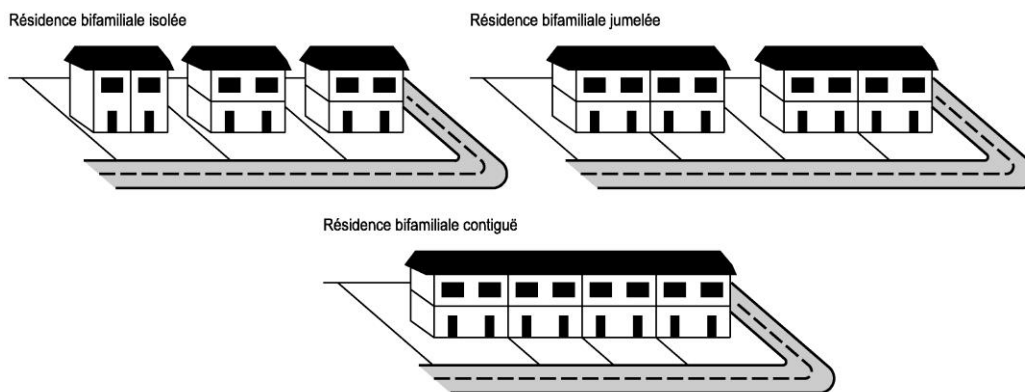 Résidence bifamiliale isolée
Résidence bifamiliale jumelée
Résidence bifamiliale contiguë